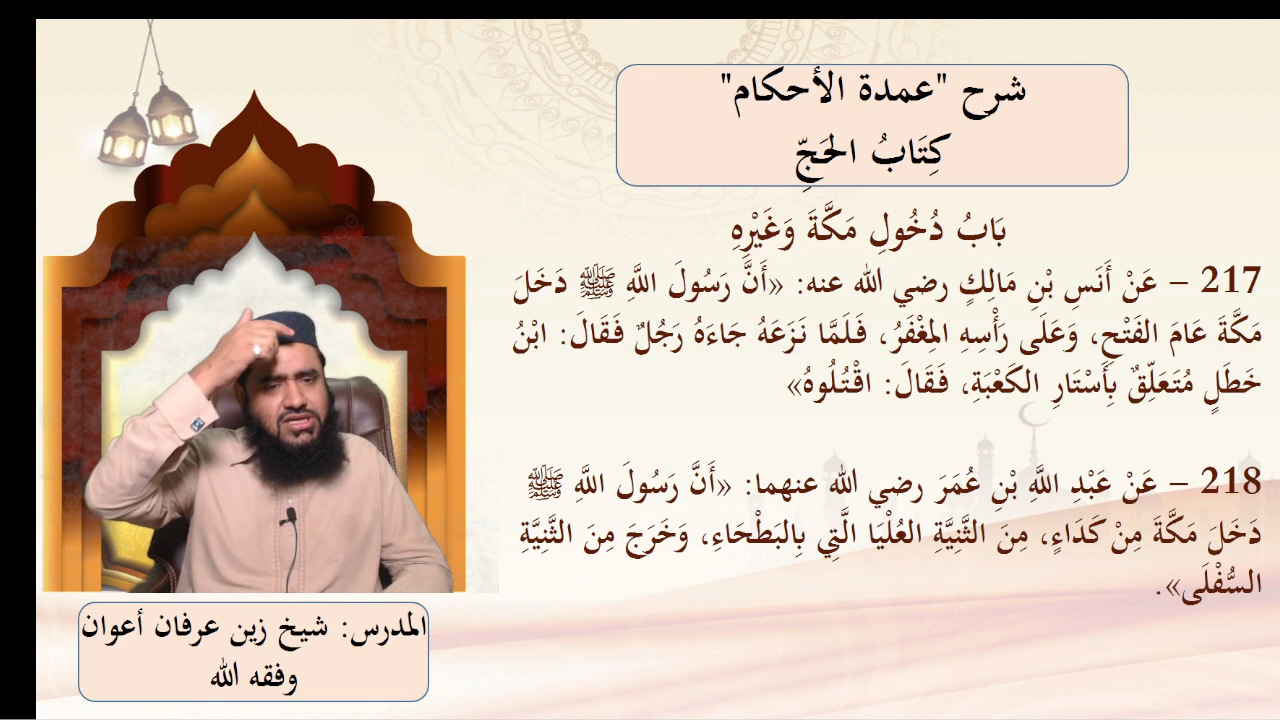 شرح "عمدة الأحكام"
كِتَابُ الحَجِّ
بَابُ دُخُولِ مَكَّةَ وَغَيْرِهِ
217 – عَنْ أَنَسِ بْنِ مَالِكٍ رضي الله عنه: «أَنَّ رَسُولَ اللَّهِ ﷺ دَخَلَ
مَكَّةَ عَامَ الفَتْحِ، وَعَلَى رَأْسِهِ المِغْفَرُ، فَلَمَّا نَزَعَهُ جَاءَهُ رَجُلٌ فَقَالَ: ابْنُ
خَطَلٍ مُتَعَلِّقٌ بِأَسْتَارِ الكَعْبَةِ، فَقَالَ: اقْتُلُوهُ»
218 – عَنْ عَبْدِ اللَّهِ بْنِ عُمَرَ رضي الله عنهما: «أَنَّ رَسُولَ اللَّهِ ﷺ
دَخَلَ مَكَّةَ مِنْ كَدَاءٍ، مِنَ الثَّنِيَّةِ العُلْيَا الَّتِي بِالبَطْحَاءِ، وَخَرَجَ مِنَ الثَّنِيَّةِ
السُّفْلَى».
المدرس: شيخ زين عرفان أعوان
وفقه الله